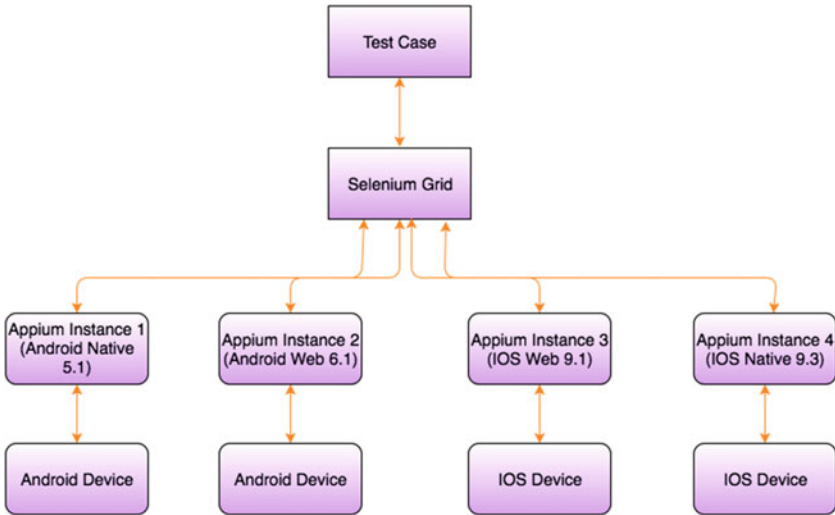 Test Case
Selenium Grid
Appium Instance 1
(Android Native
5.1)
Appium Instance 2
(Android Web 6.1)
Appium Instance 3
(IOS Web 9.1)
Appium Instance 4
(IOS Native 9.3)
Android Device
Android Device
IOS Device
IOS Device